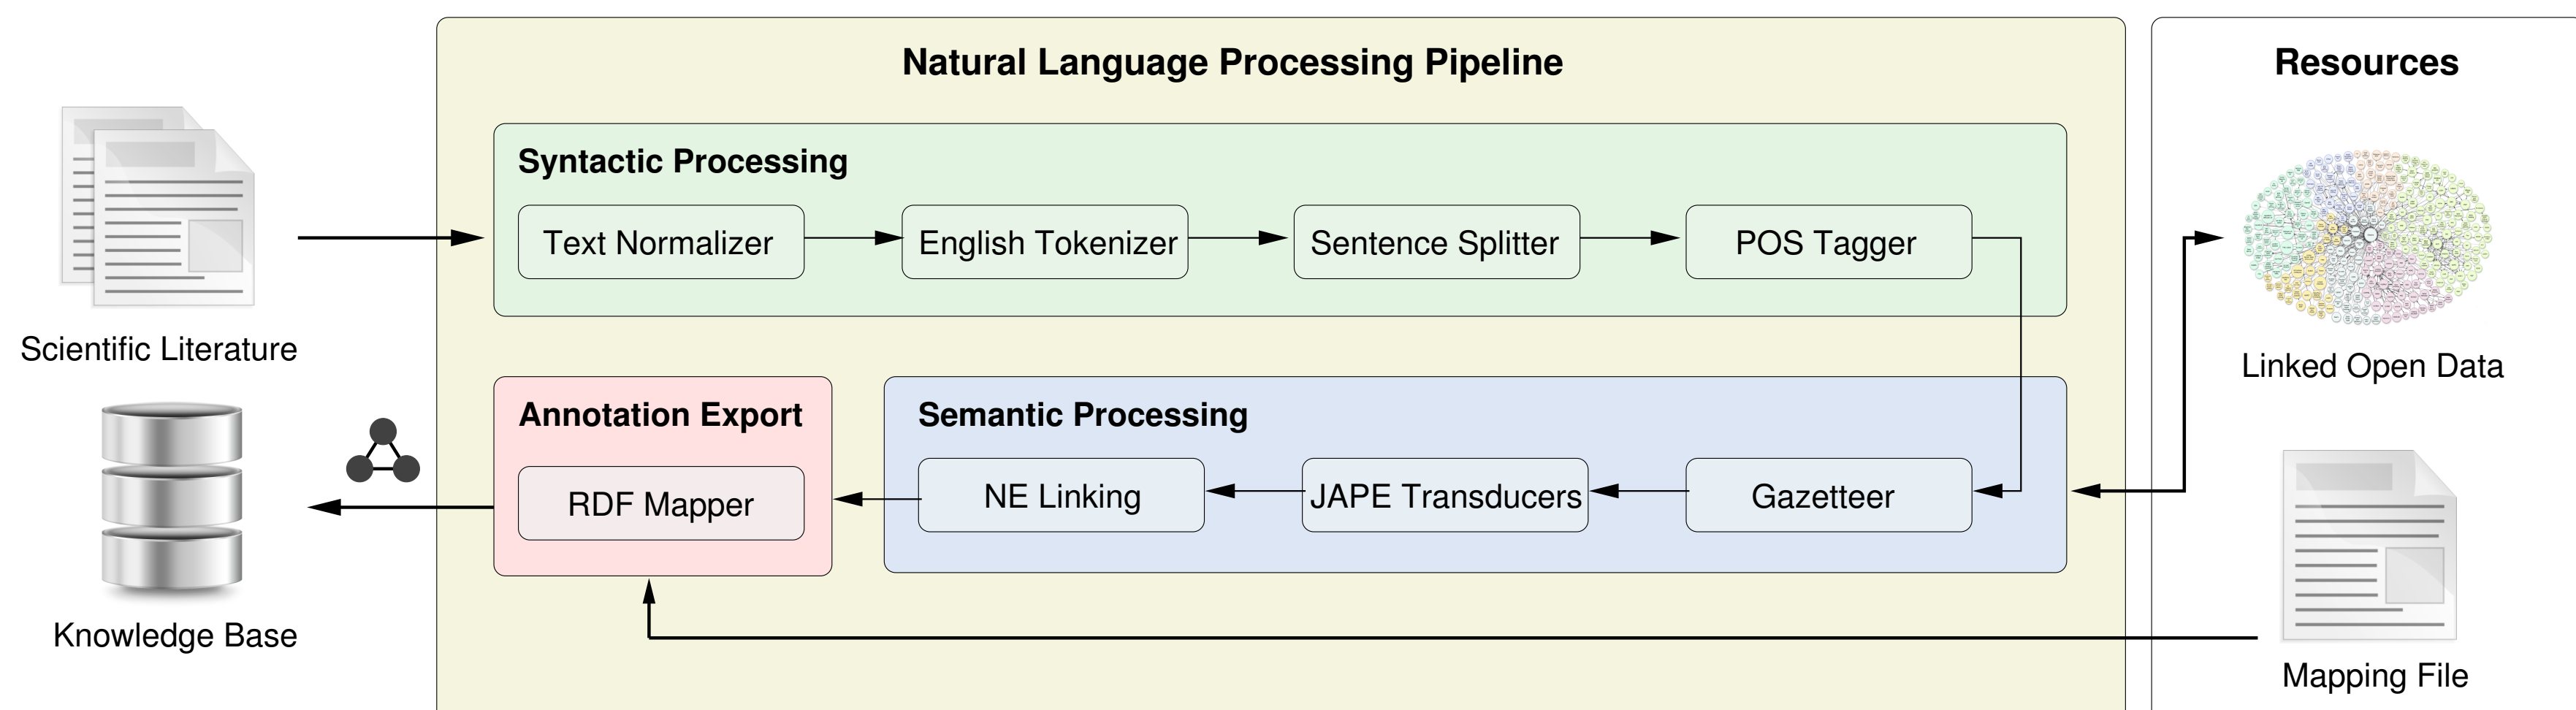 Natural Language Processing Pipeline
Resources
Syntactic Processing
Text Normalizer
English Tokenizer
Sentence Splitter
POS Tagger
Scientific Literature
Linked Open Data
Annotation Export
Semantic Processing
RDF Mapper
NE Linking
JAPE Transducers
Gazetteer
Knowledge Base
Mapping File